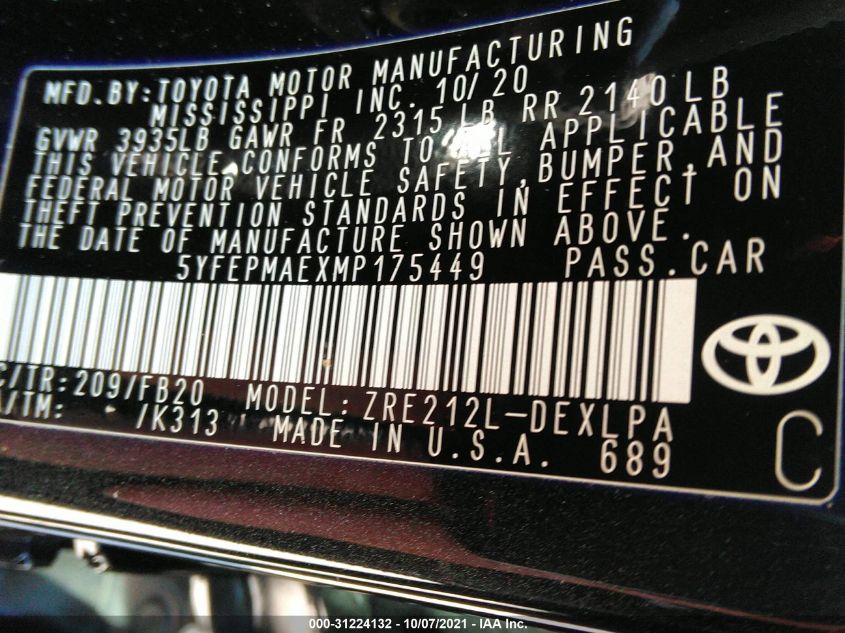 MFD.BY:TOYOTA MOTOR MANUFACTURING
MISSISSIPPI INC. 10/20
GVWR 3935LB GAWR FR 2315 LB RR 2140 LB
THIS VEHICLE CONFORMS TO ALL APPLICABLE
FEDERAL MOTOR VEHICLE SAFETY,BUMPER,AND
THEFT PREVENTION STANDARDS IN EFFECT ON
THE DATE OF MANUFACTURE SHOWN ABOVE.
5YFEPMAEXMP175449 PASS.CAR
C/TR:209/FB20 MODEL:ZRE212L-DEXLPA
A/TM: /K313 MADE IN U.S.A. 689
C
000-31224132 - 10/07/2021 - IAA Inc.